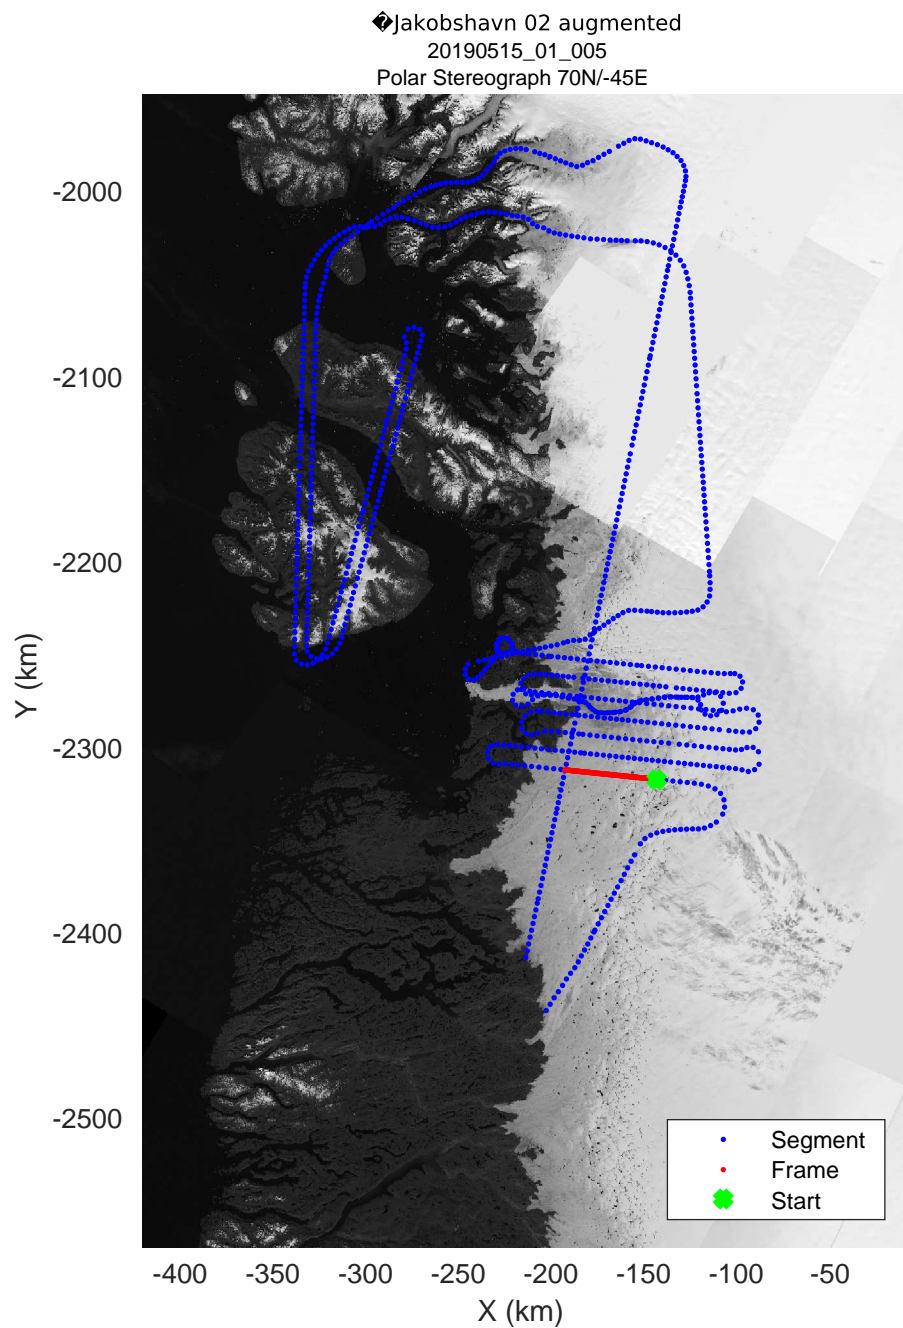 �Jakobshavn 02 augmented
20190515_01_005
Polar Stereograph 70N/-45E
-2000
-2100
-2200
-2300
-2400
-2500
Y (km)
-400 -350 -300 -250 -200 -150 -100 -50
X (km)
Segment
Frame
Start